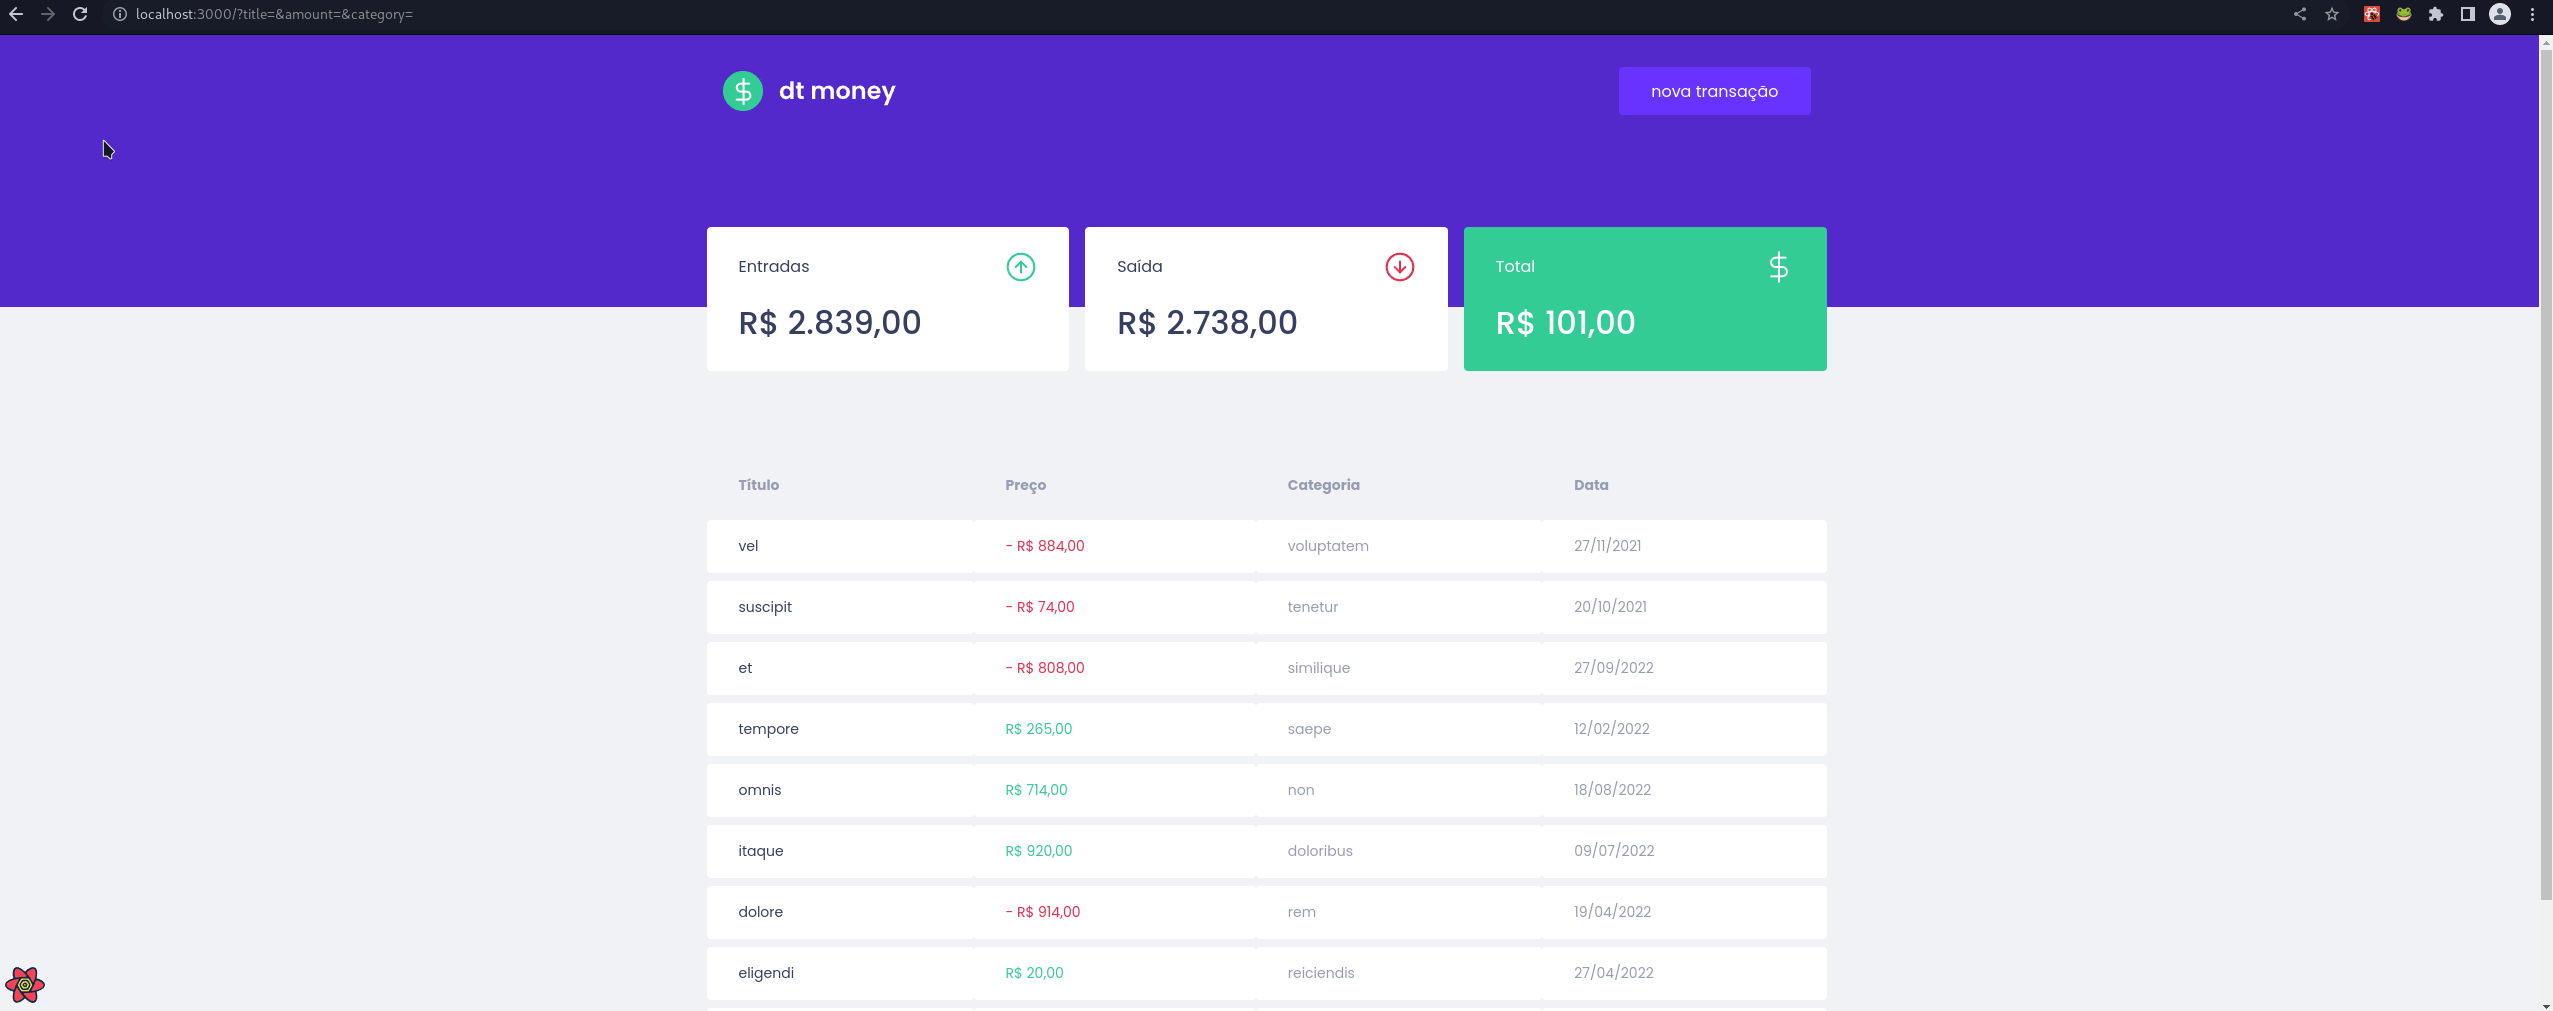 localhost:3000/?title=&amount=&category=
dt money
nova transação
Entradas
R$ 2.839,00
Saída
R$ 2.738,00
Total
R$ 101,00
Título Preço Categoria Data
vel - R$ 884,00 voluptatem 27/11/2021
suscipit - R$ 74,00 tenetur 20/10/2021
et - R$ 808,00 similique 27/09/2022
tempore R$ 265,00 saepe 12/02/2022
omnis R$ 714,00 non 18/08/2022
itaque R$ 920,00 doloribus 09/07/2022
dolore - R$ 914,00 rem 19/04/2022
eligendi R$ 20,00 reiciendis 27/04/2022